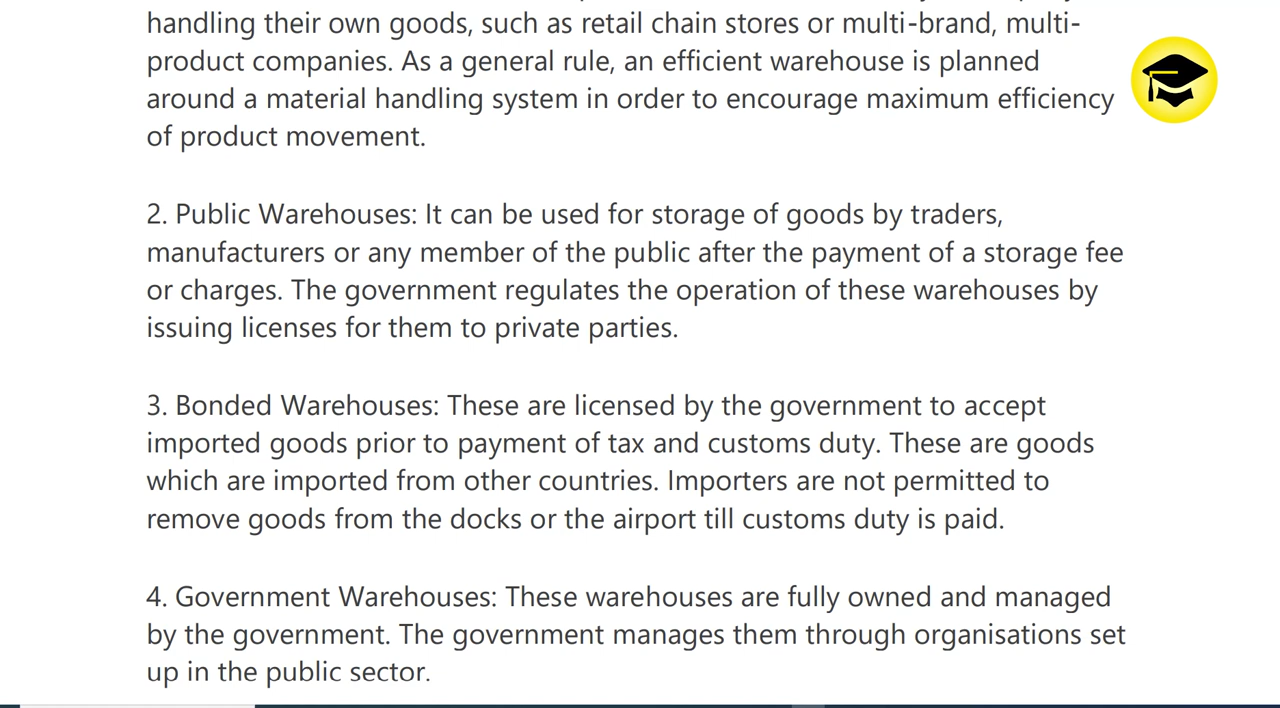 handling their own goods, such as retail chain stores or multi-brand, multi-
product companies. As a general rule, an efficient warehouse is planned
around a material handling system in order to encourage maximum efficiency
of product movement.
2. Public Warehouses: It can be used for storage of goods by traders,
manufacturers or any member of the public after the payment of a storage fee
or charges. The government regulates the operation of these warehouses by
issuing licenses for them to private parties.
3. Bonded Warehouses: These are licensed by the government to accept
imported goods prior to payment of tax and customs duty. These are goods
which are imported from other countries. Importers are not permitted to
remove goods from the docks or the airport till customs duty is paid.
4. Government Warehouses: These warehouses are fully owned and managed
by the government. The government manages them through organisations set
up in the public sector.